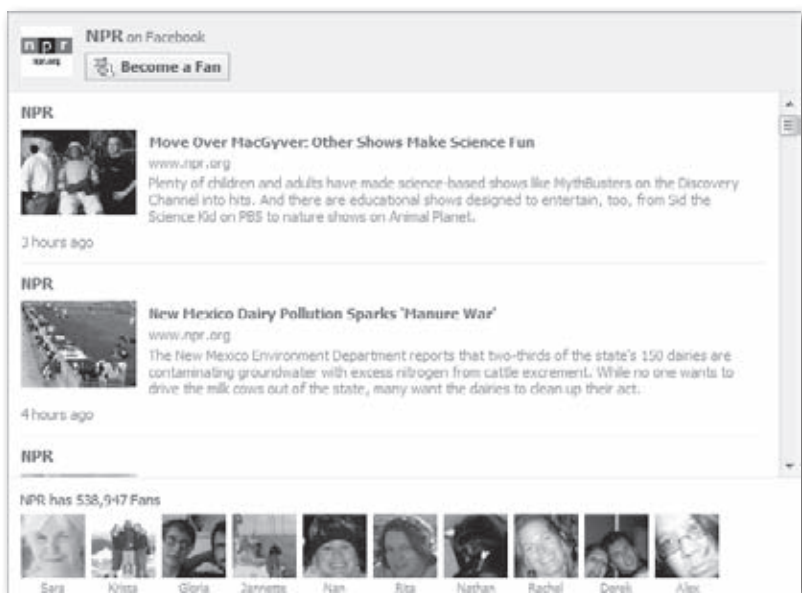 npr
npr.org
NPR on Facebook
Become a Fan
NPR
Move Over MacGyver: Other Shows Make Science Fun
www.npr.org
Plenty of children and adults have made science-based shows like MythBusters on the Discovery
Channel into hits. And there are educational shows designed to entertain, too, from Sid the
Science Kid on PBS to nature shows on Animal Planet.
3 hours ago
NPR
New Mexico Dairy Pollution Sparks 'Manure War'
www.npr.org
The New Mexico Environment Department reports that two-thirds of the state's 150 dairies are
contaminating groundwater with excess nitrogen from cattle excrement. While no one wants to
drive the milk cows out of the state, many want the dairies to clean up their act.
4 hours ago
NPR
NPR has 538,947 Fans
Sara Krista Gloria Jannette Nan Rita Nathan Rachel Derek Alex